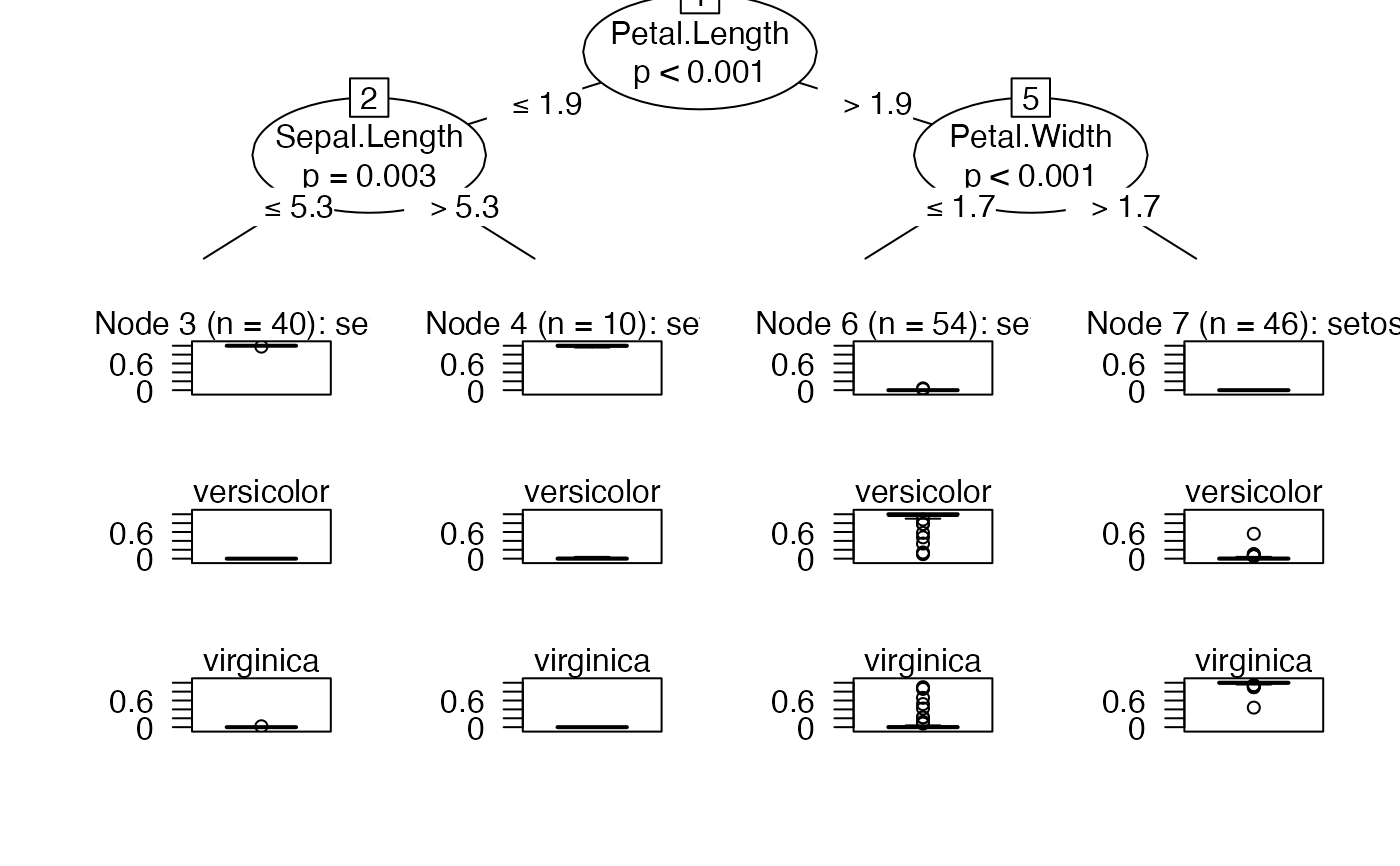 1
Petal.Length
p < 0.001
≤ 1.9
> 1.9
2
Sepal.Length
p = 0.003
5
Petal.Width
p < 0.001
≤ 5.3
> 5.3
≤ 1.7
> 1.7
Node 3 (n = 40): se
Node 4 (n = 10): se
Node 6 (n = 54): se
Node 7 (n = 46): setos
0.6
0
0.6
0
0.6
0
0.6
0
versicolor
versicolor
versicolor
versicolor
0.6
0
0.6
0
0.6
0
0.6
0
virginica
virginica
virginica
virginica
0.6
0
0.6
0
0.6
0
0.6
0